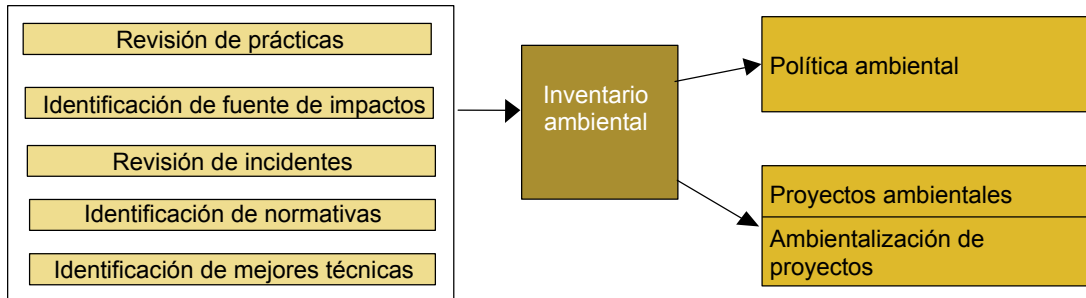 Revisión de prácticas
Identificación de fuente de impactos
Revisión de incidentes
Identificación de normativas
Identificación de mejores técnicas
Inventario
ambiental
Política ambiental
Proyectos ambientales
Ambientalización de
proyectos